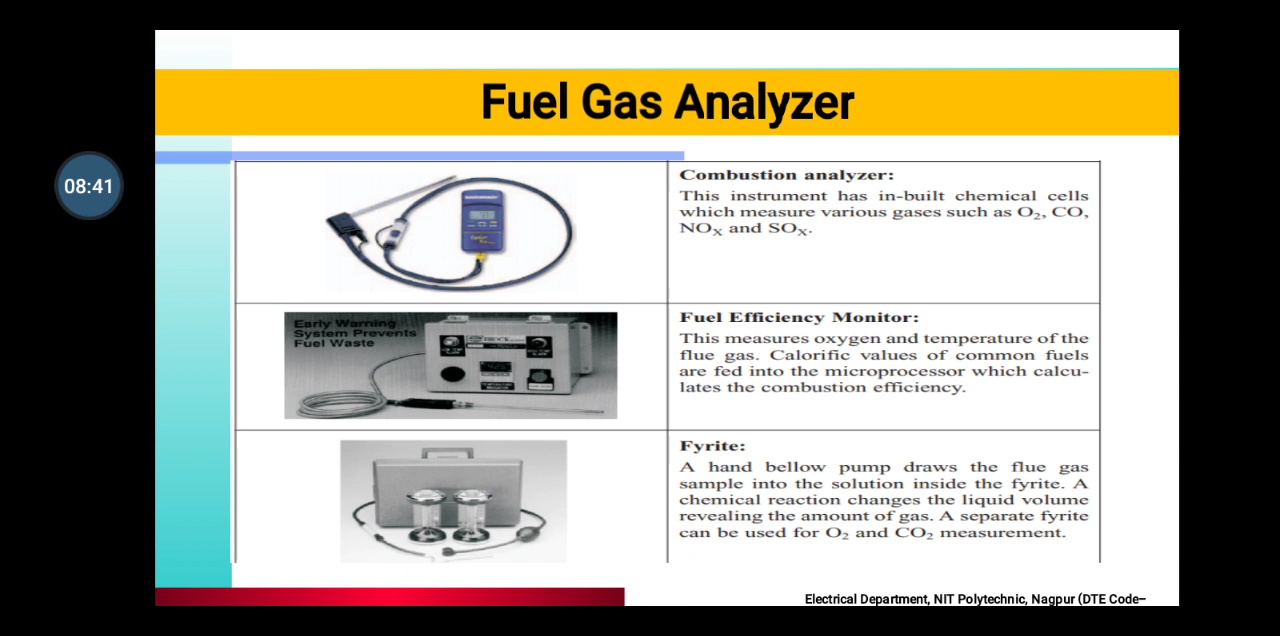 Fuel Gas Analyzer
08:41
Combustion analyzer:
This instrument has in-built chemical cells
which measure various gases such as O₂, CO,
NOX and SOX.
Early Warning
System Prevents
Fuel Waste
Fuel Efficiency Monitor:
This measures oxygen and temperature of the
flue gas. Calorific values of common fuels
are fed into the microprocessor which calcu-
lates the combustion efficiency.
Fyrite:
A hand bellow pump draws the flue gas
sample into the solution inside the fyrite. A
chemical reaction changes the liquid volume
revealing the amount of gas. A separate fyrite
can be used for O₂ and CO₂ measurement.
Electrical Department, NIT Polytechnic, Nagpur (DTE Code–